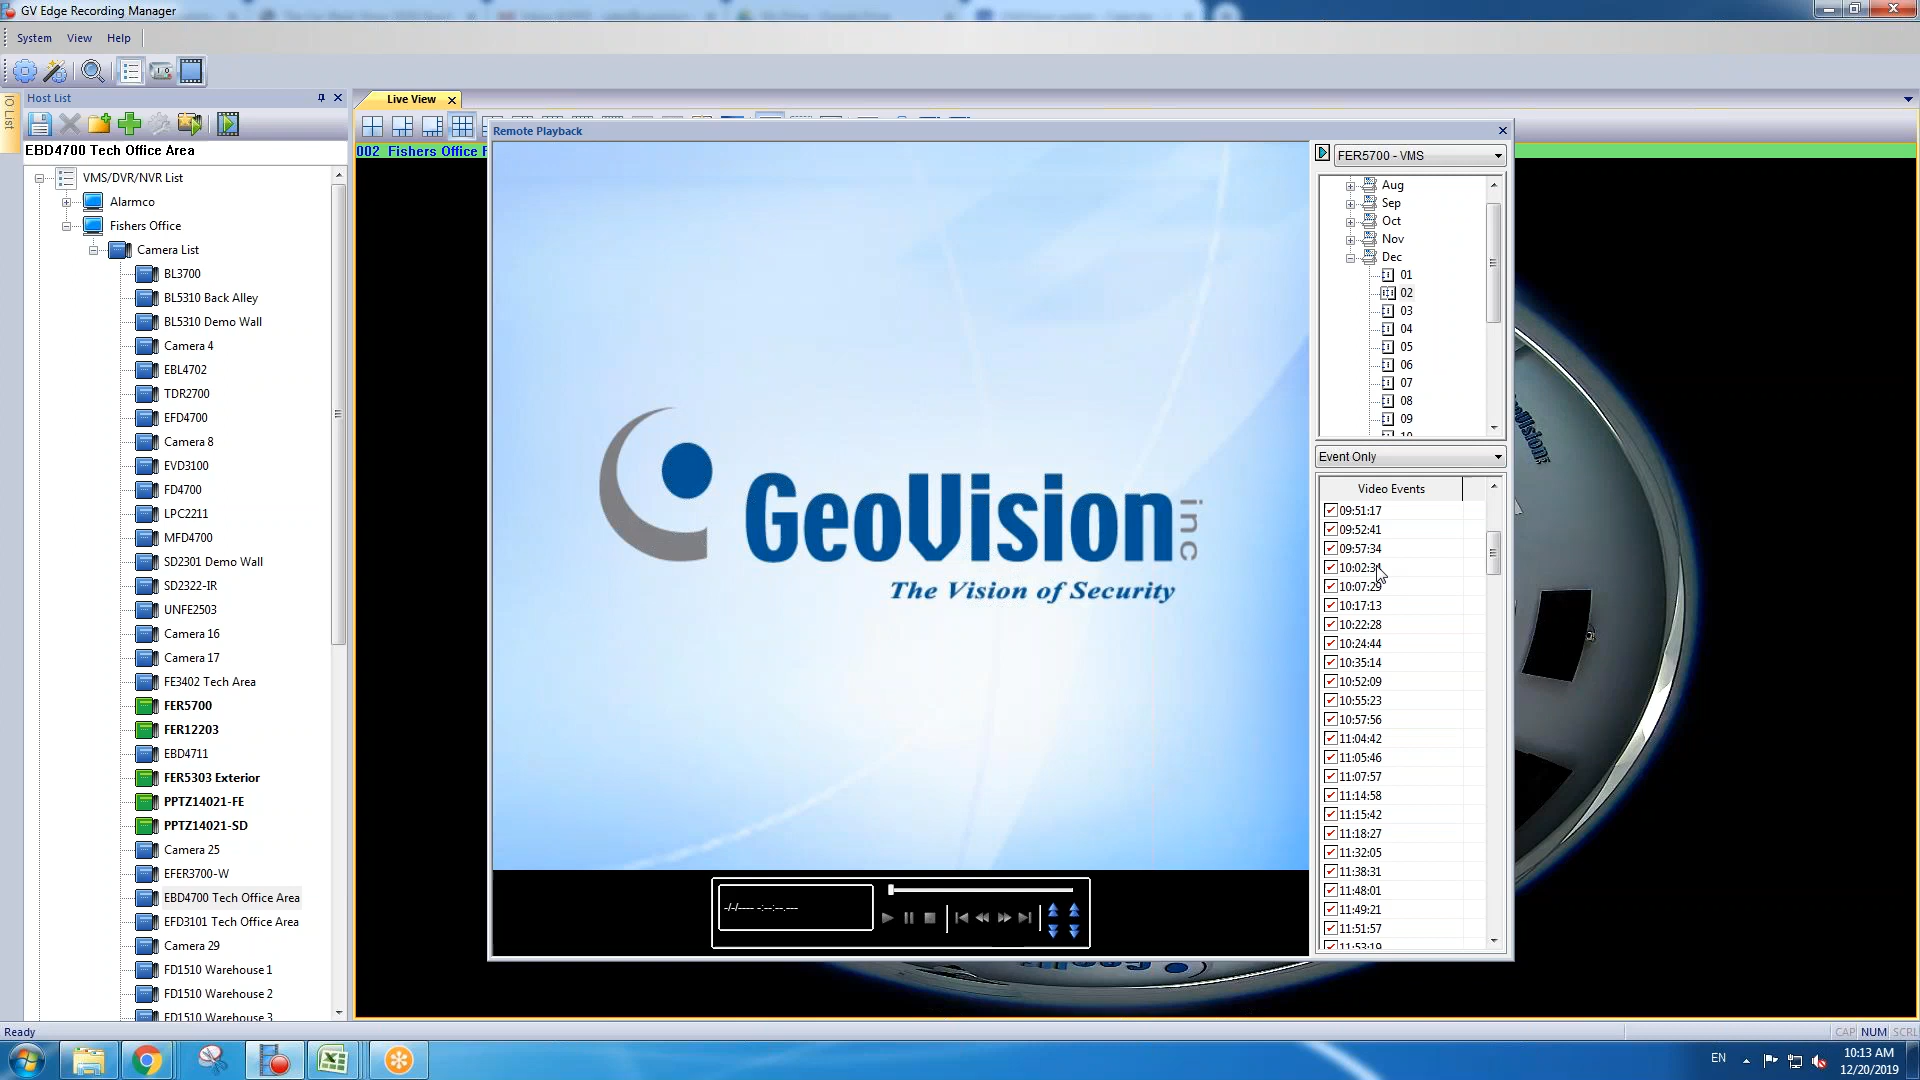 GV Edge Recording Manager
System View Help
IO List
Host List
Live View
EBD4700 Tech Office Area
002 Fishers Office F
VMS/DVR/NVR List
Alarmco
Fishers Office
Camera List
BL3700
BL5310 Back Alley
BL5310 Demo Wall
Camera 4
EBL4702
TDR2700
EFD4700
Camera 8
EVD3100
FD4700
LPC2211
MFD4700
SD2301 Demo Wall
SD2322-IR
UNFE2503
Camera 16
Camera 17
FE3402 Tech Area
FER5700
FER12203
EBD4711
FER5303 Exterior
PPTZ14021-FE
PPTZ14021-SD
Camera 25
EFER3700-W
EBD4700 Tech Office Area
EFD3101 Tech Office Area
Camera 29
FD1510 Warehouse 1
FD1510 Warehouse 2
FD1510 Warehouse 3
Remote Playback
GeoVision inc
The Vision of Security
-/-/---- -:--:--.---
FER5700 - VMS
Aug
Sep
Oct
Nov
Dec
01
02
03
04
05
06
07
08
09
10
Event Only
Video Events
09:51:17
09:52:41
09:57:34
10:02:34
10:07:29
10:17:13
10:22:28
10:24:44
10:35:14
10:52:09
10:55:23
10:57:56
11:04:42
11:05:46
11:07:57
11:14:58
11:15:42
11:18:27
11:32:05
11:38:31
11:48:01
11:49:21
11:51:57
11:53:19
GeoVision
Ready
CAP NUM SCRL
EN
10:13 AM
12/20/2019